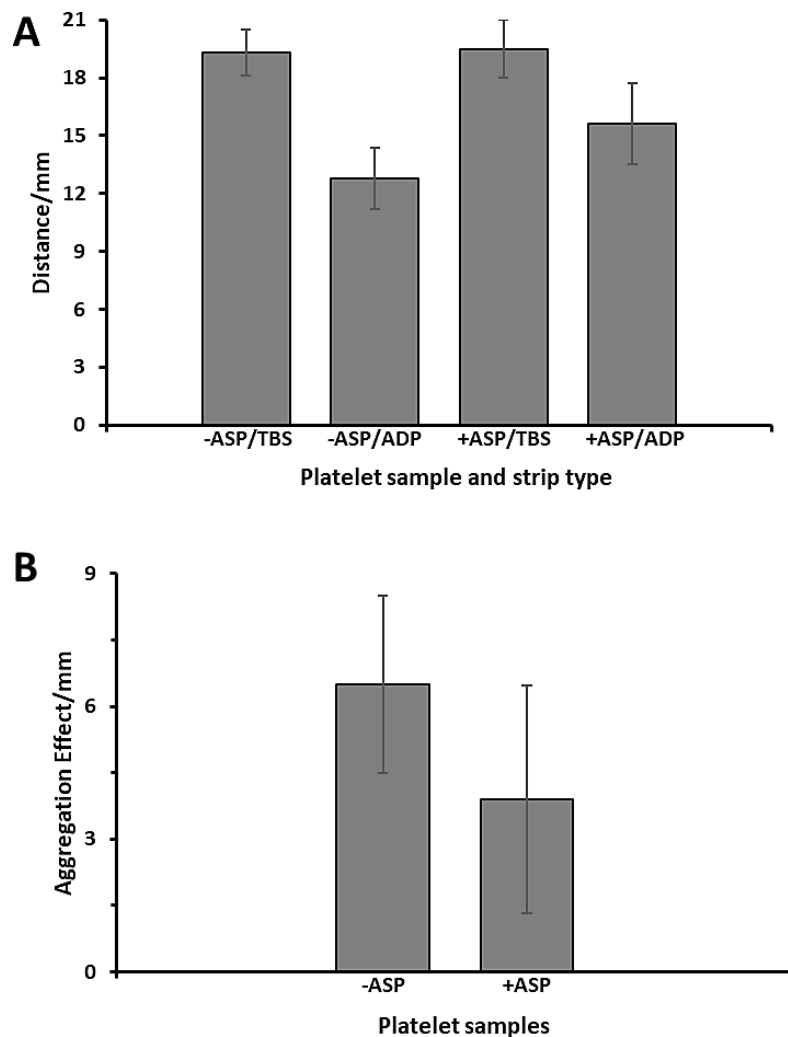 A
21
18
15
12
9
6
3
0
Distance/mm
-ASP/TBS -ASP/ADP +ASP/TBS +ASP/ADP
Platelet sample and strip type
B
9
6
3
0
Aggregation Effect/mm
-ASP +ASP
Platelet samples